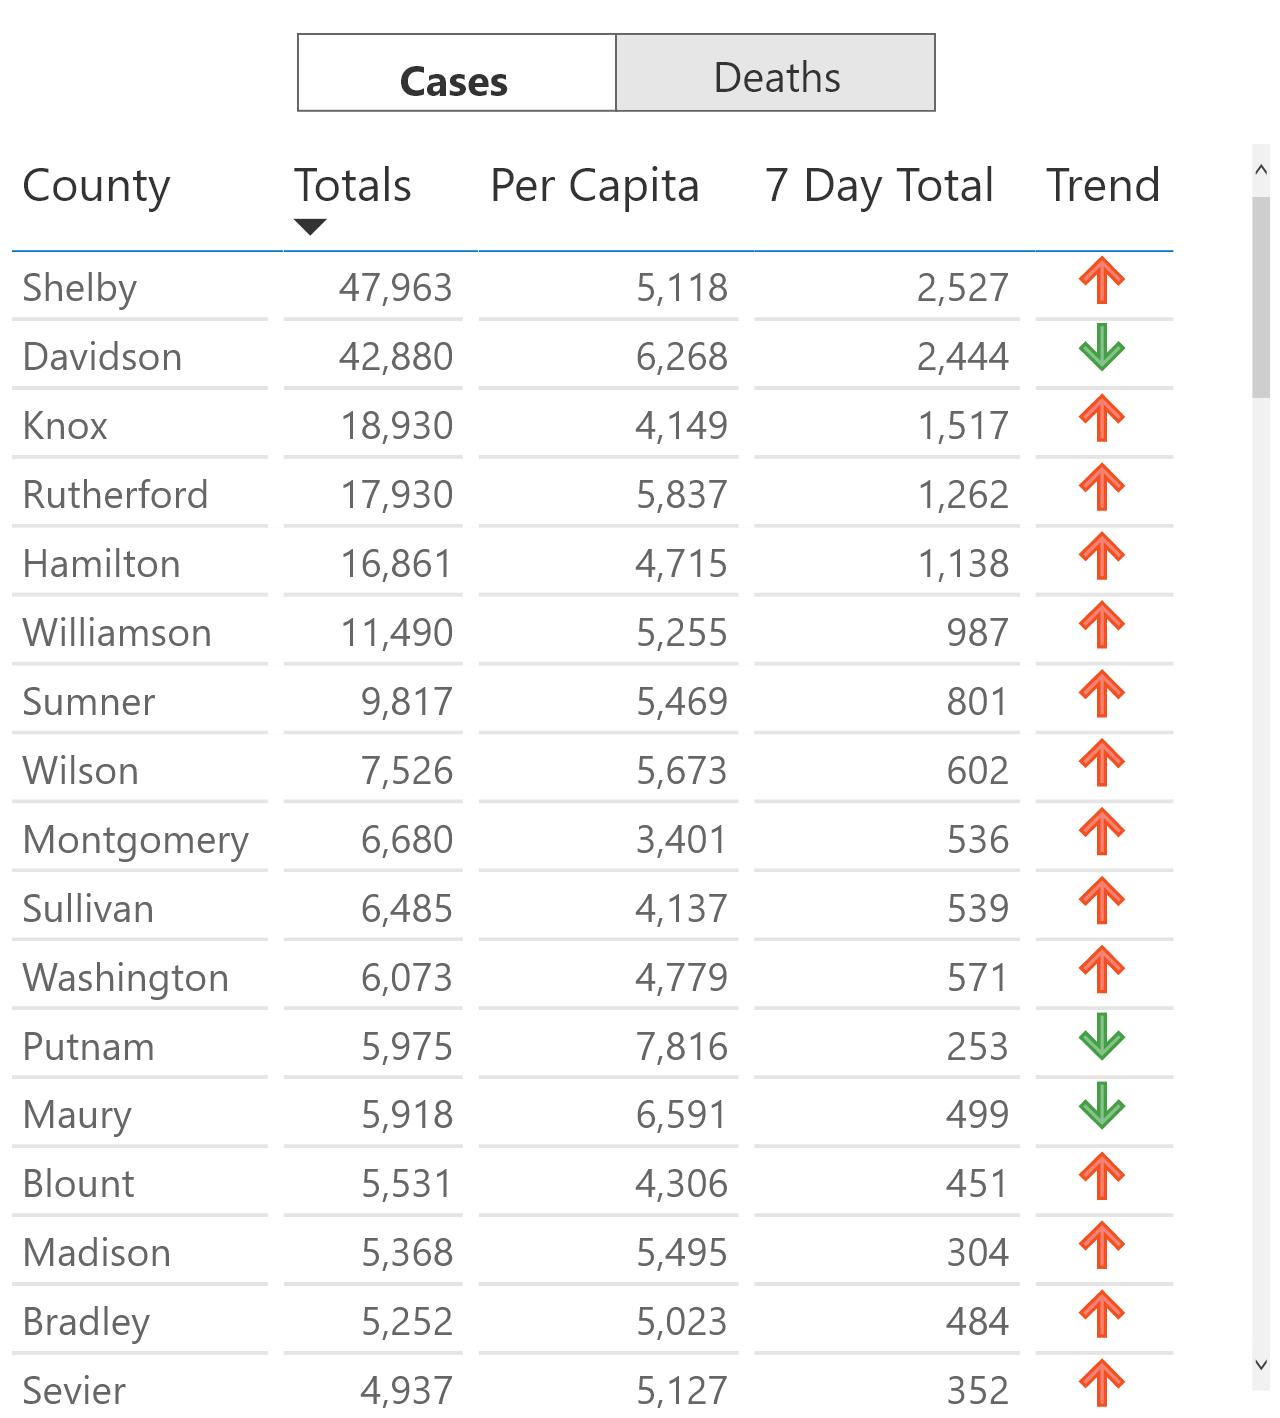 Cases Deaths
County Totals Per Capita 7 Day Total Trend
Shelby 47,963 5,118 2,527
Davidson 42,880 6,268 2,444
Knox 18,930 4,149 1,517
Rutherford 17,930 5,837 1,262
Hamilton 16,861 4,715 1,138
Williamson 11,490 5,255 987
Sumner 9,817 5,469 801
Wilson 7,526 5,673 602
Montgomery 6,680 3,401 536
Sullivan 6,485 4,137 539
Washington 6,073 4,779 571
Putnam 5,975 7,816 253
Maury 5,918 6,591 499
Blount 5,531 4,306 451
Madison 5,368 5,495 304
Bradley 5,252 5,023 484
Sevier 4,937 5,127 352